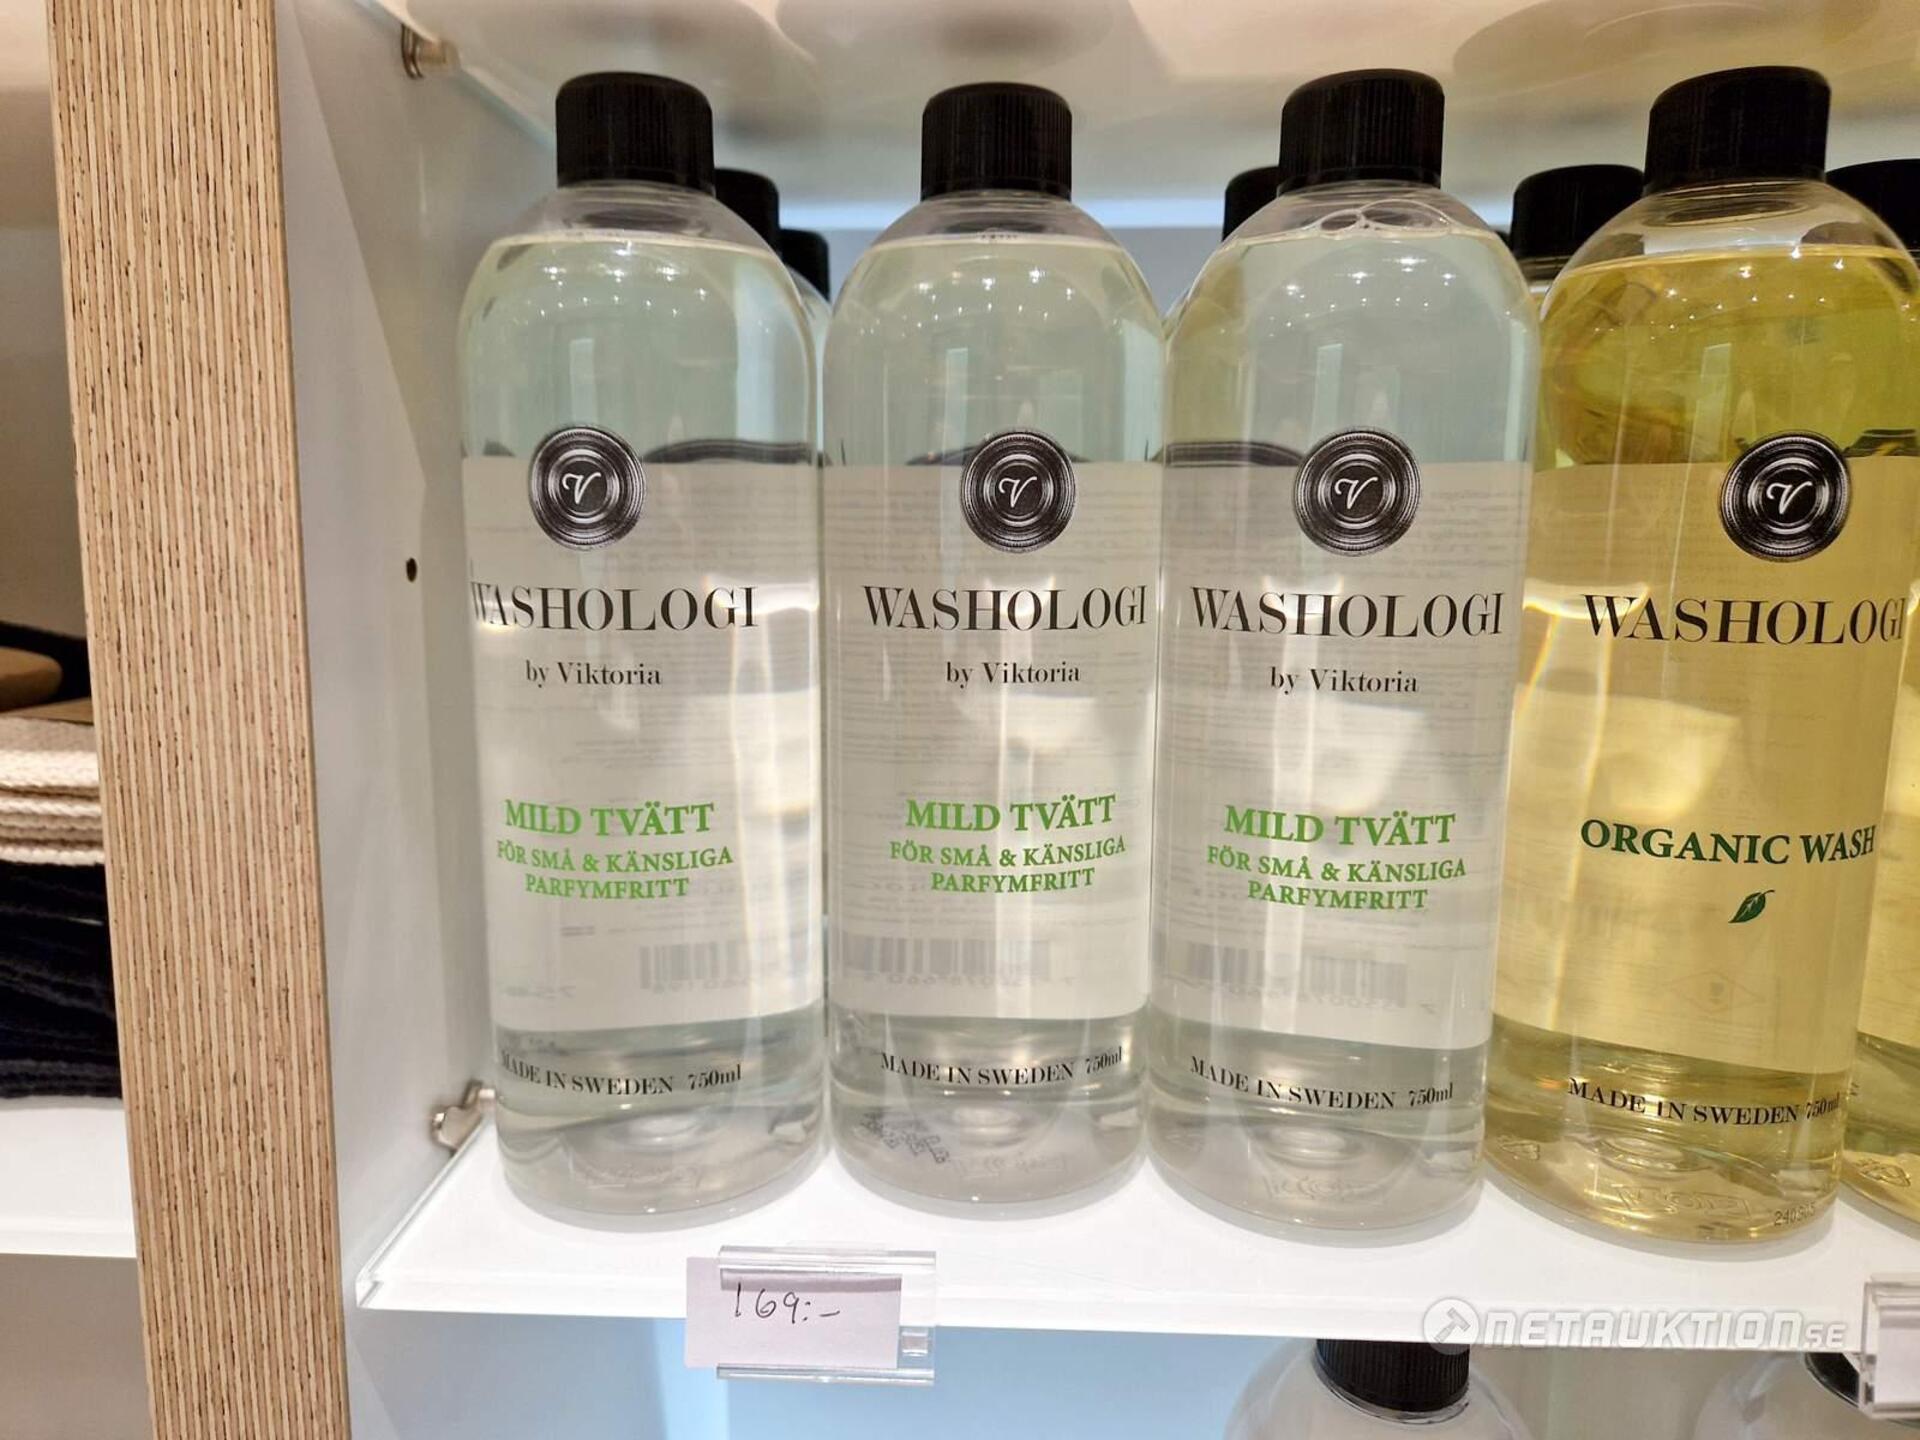 V
WASHOLOGI
by Viktoria
MILD TVÄTT
FÖR SMÅ & KÄNSLIGA
PARFYMFRITT
MADE IN SWEDEN 750ml
V
WASHOLOGI
by Viktoria
MILD TVÄTT
FÖR SMÅ & KÄNSLIGA
PARFYMFRITT
MADE IN SWEDEN 750ml
V
WASHOLOGI
by Viktoria
MILD TVÄTT
FÖR SMÅ & KÄNSLIGA
PARFYMFRITT
MADE IN SWEDEN 750ml
V
WASHOLOGI
ORGANIC WASH
MADE IN SWEDEN 750ml
169:-
NETAUKTION.SE